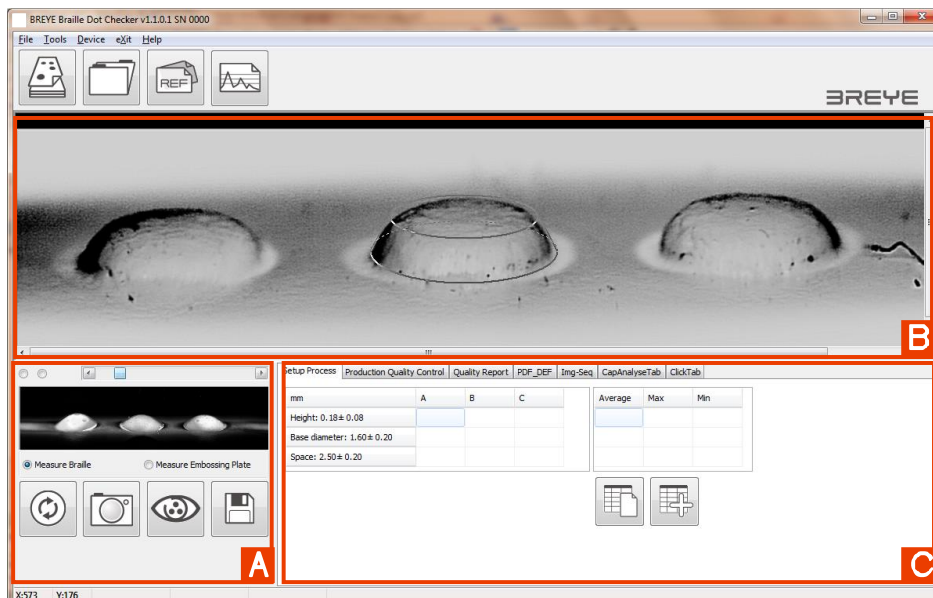 BREYE Braille Dot Checker v1.1.0.1 SN 0000
File Tools Device eXit Help
REF
BREYE
B
Setup Process Production Quality Control Quality Report PDF_DEF Img-Seq CapAnalyseTab ClickTab
mm A B C Average Max Min
Height: 0.18± 0.08
Base diameter: 1.60± 0.20
Space: 2.50± 0.20
Measure Braille Measure Embossing Plate
A
C
X:573 Y:176